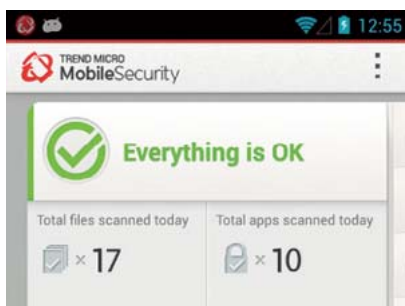 12:55
TREND MICRO
MobileSecurity
Everything is OK
Total files scanned today
Total apps scanned today
× 17
× 10